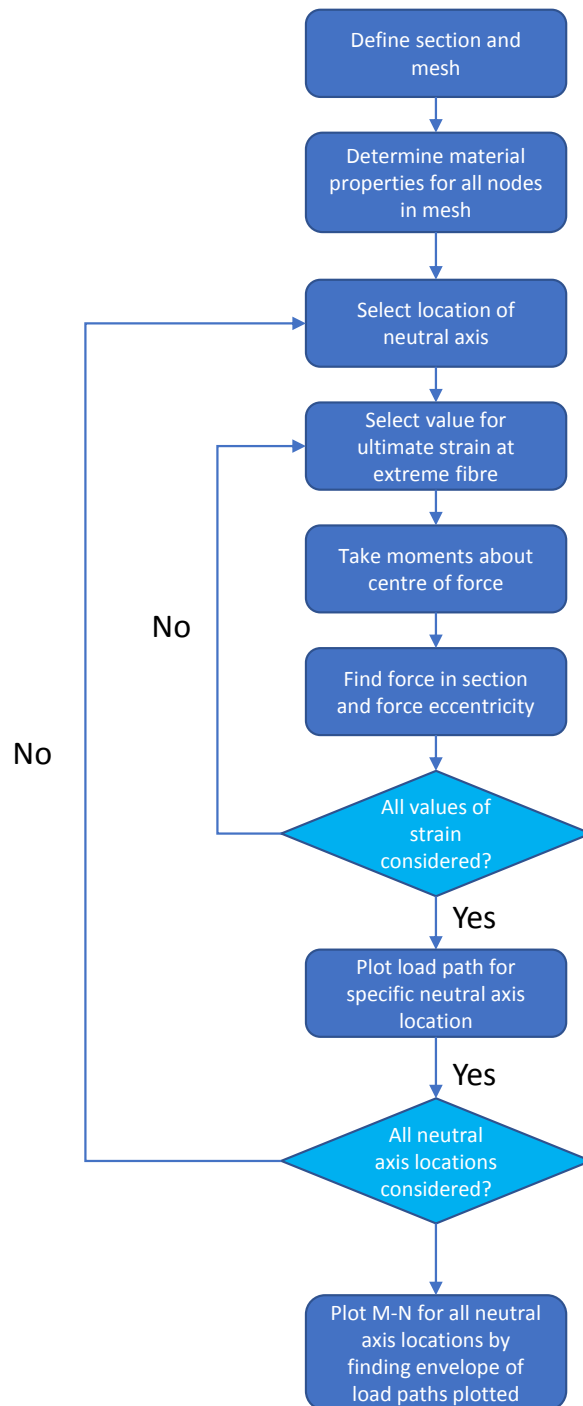 Define section and
mesh
Determine material
properties for all nodes
in mesh
Select location of
neutral axis
Select value for
ultimate strain at
extreme fibre
Take moments about
centre of force
No
Find force in section
and force eccentricity
No
All values of
strain
considered?
Yes
Plot load path for
specific neutral axis
location
Yes
All neutral
axis locations
considered?
Plot M-N for all neutral
axis locations by
finding envelope of
load paths plotted